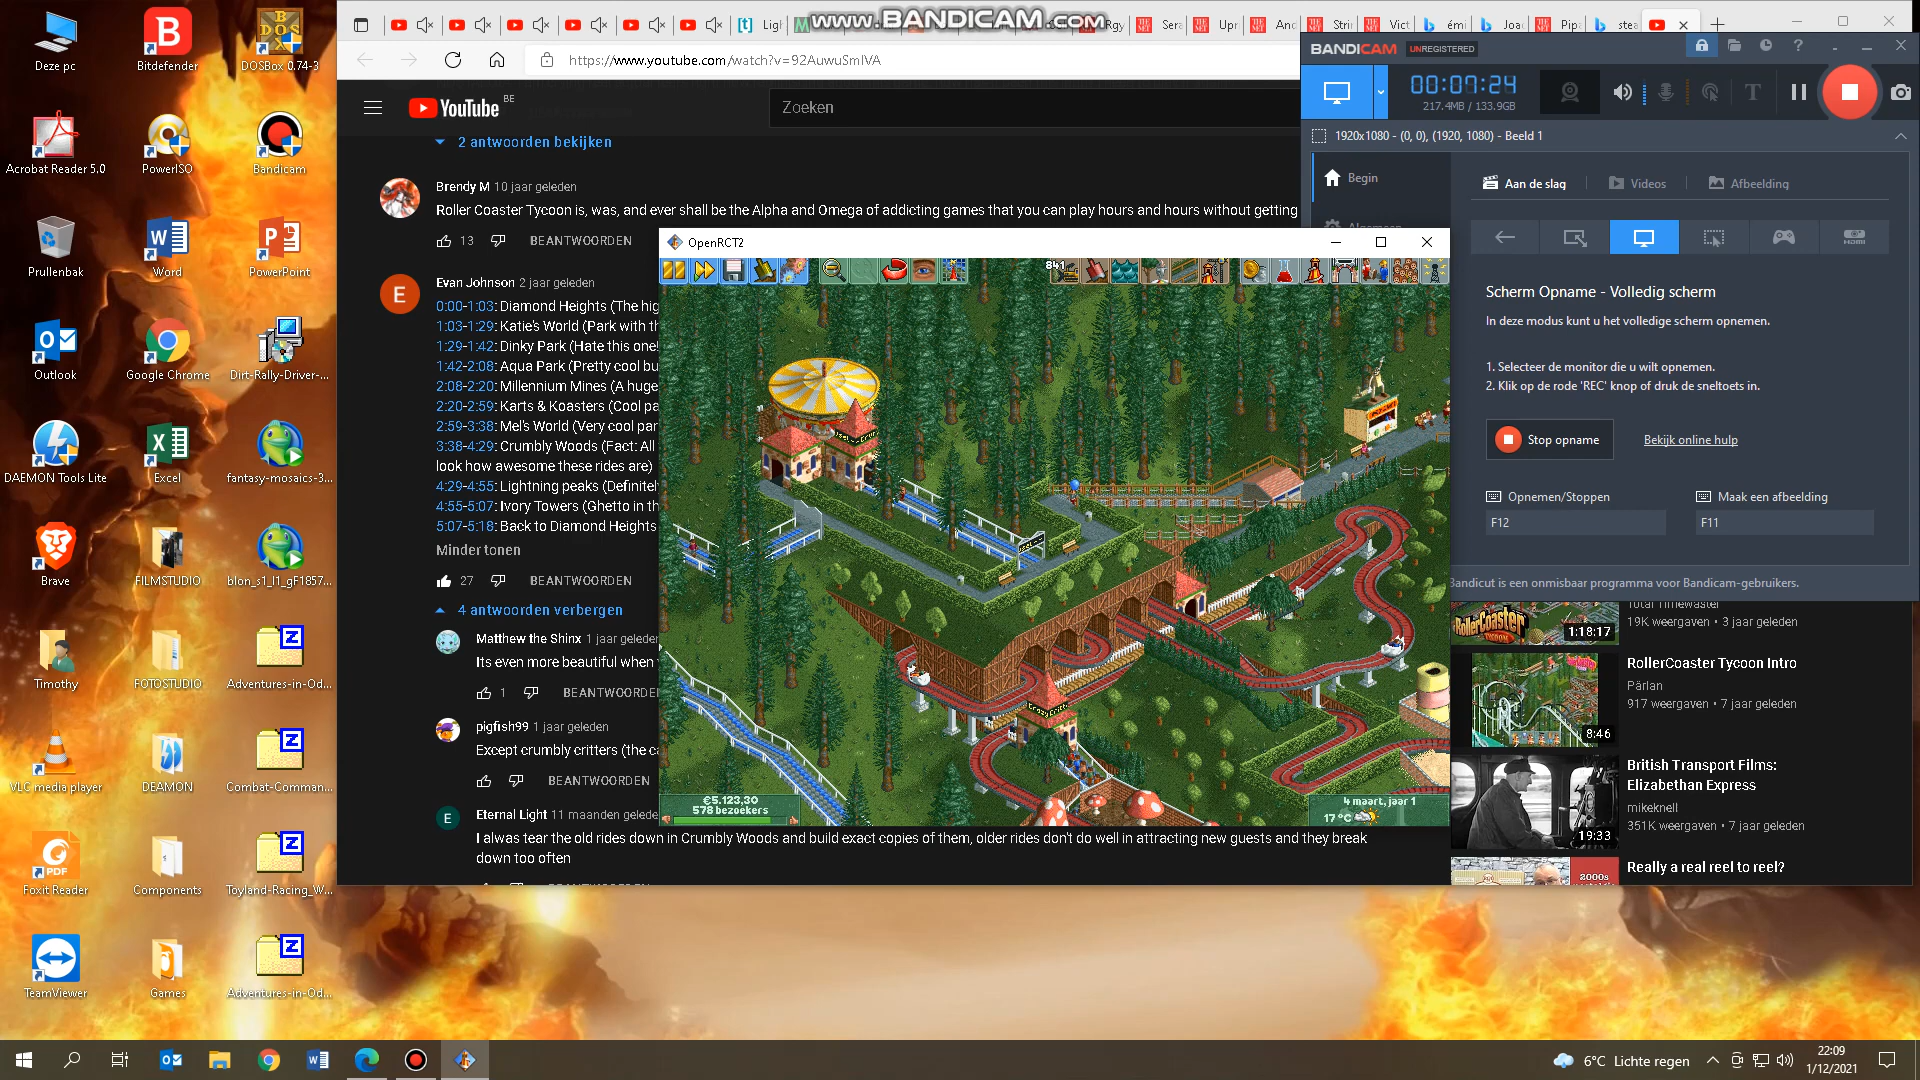 Deze pc
Bitdefender
DOSBox 0.74-3
Acrobat Reader 5.0
PowerISO
Bandicam
Prullenbak
Word
PowerPoint
Outlook
Google Chrome
Dirt-Rally-Driver-...
DAEMON Tools Lite
Excel
fantasy-mosaics-3...
Brave
FILMSTUDIO
blon_s1_l1_gF1857...
Timothy
FOTOSTUDIO
Adventures-in-Od...
VLC media player
DEAMON
Combat-Comman...
Foxit Reader
Components
Toyland-Racing_W...
TeamViewer
Games
Adventures-in-Od...
www.BANDICAM.com
https://www.youtube.com/watch?v=92AuwuSmIVA
YouTube BE
Zoeken
2 antwoorden bekijken
Brendy M 10 jaar geleden
Roller Coaster Tycoon is, was, and ever shall be the Alpha and Omega of addicting games that you can play hours and hours without getting
13 BEANTWOORDEN
Evan Johnson 2 jaar geleden
0:00-1:03: Diamond Heights (The hig
1:03-1:29: Katie's World (Park with th
1:29-1:42: Dinky Park (Hate this one!
1:42-2:08: Aqua Park (Pretty cool bu
2:08-2:20: Millennium Mines (A huge
2:20-2:59: Karts & Koasters (Cool pa
2:59-3:38: Mel's World (Very cool par
3:38-4:29: Crumbly Woods (Fact: All
look how awesome these rides are)
4:29-4:55: Lightning peaks (Definitel
4:55-5:07: Ivory Towers (Ghetto in th
5:07-5:18: Back to Diamond Heights
Minder tonen
27 BEANTWOORDEN
4 antwoorden verbergen
Matthew the Shinx 1 jaar geleden
Its even more beautiful when
1 BEANTWOORDEN
pigfish99 1 jaar geleden
Except crumbly critters (the ca
BEANTWOORDEN
Eternal Light 11 maanden gelede
I alwas tear the old rides down in Crumbly Woods and build exact copies of them, older rides don't do well in attracting new guests and they break
down too often
OpenRCT2
841
Crazy Critt
€5.123,30
578 bezoekers
4 maart, jaar 1
17°C
BANDICAM UNREGISTERED
00:07:24
217.4MB / 133.9GB
1920x1080 - (0, 0), (1920, 1080) - Beeld 1
Begin
Algemeen
Aan de slag
Videos
Afbeelding
HDMI
Scherm Opname - Volledig scherm
In deze modus kunt u het volledige scherm opnemen.
1. Selecteer de monitor die u wilt opnemen.
2. Klik op de rode 'REC' knop of druk de sneltoets in.
Stop opname
Bekijk online hulp
Opnemen/Stoppen
Maak een afbeelding
F12
F11
Bandicut is een onmisbaar programma voor Bandicam-gebruikers.
Total Timewaster
RollerCoaster
1:18:17
19K weergaven • 3 jaar geleden
RollerCoaster Tycoon Intro
Pärlan
917 weergaven • 7 jaar geleden
8:46
British Transport Films:
Elizabethan Express
mikeknell
351K weergaven • 7 jaar geleden
19:33
Really a real reel to reel?
2000s
6°C Lichte regen
22:09
1/12/2021